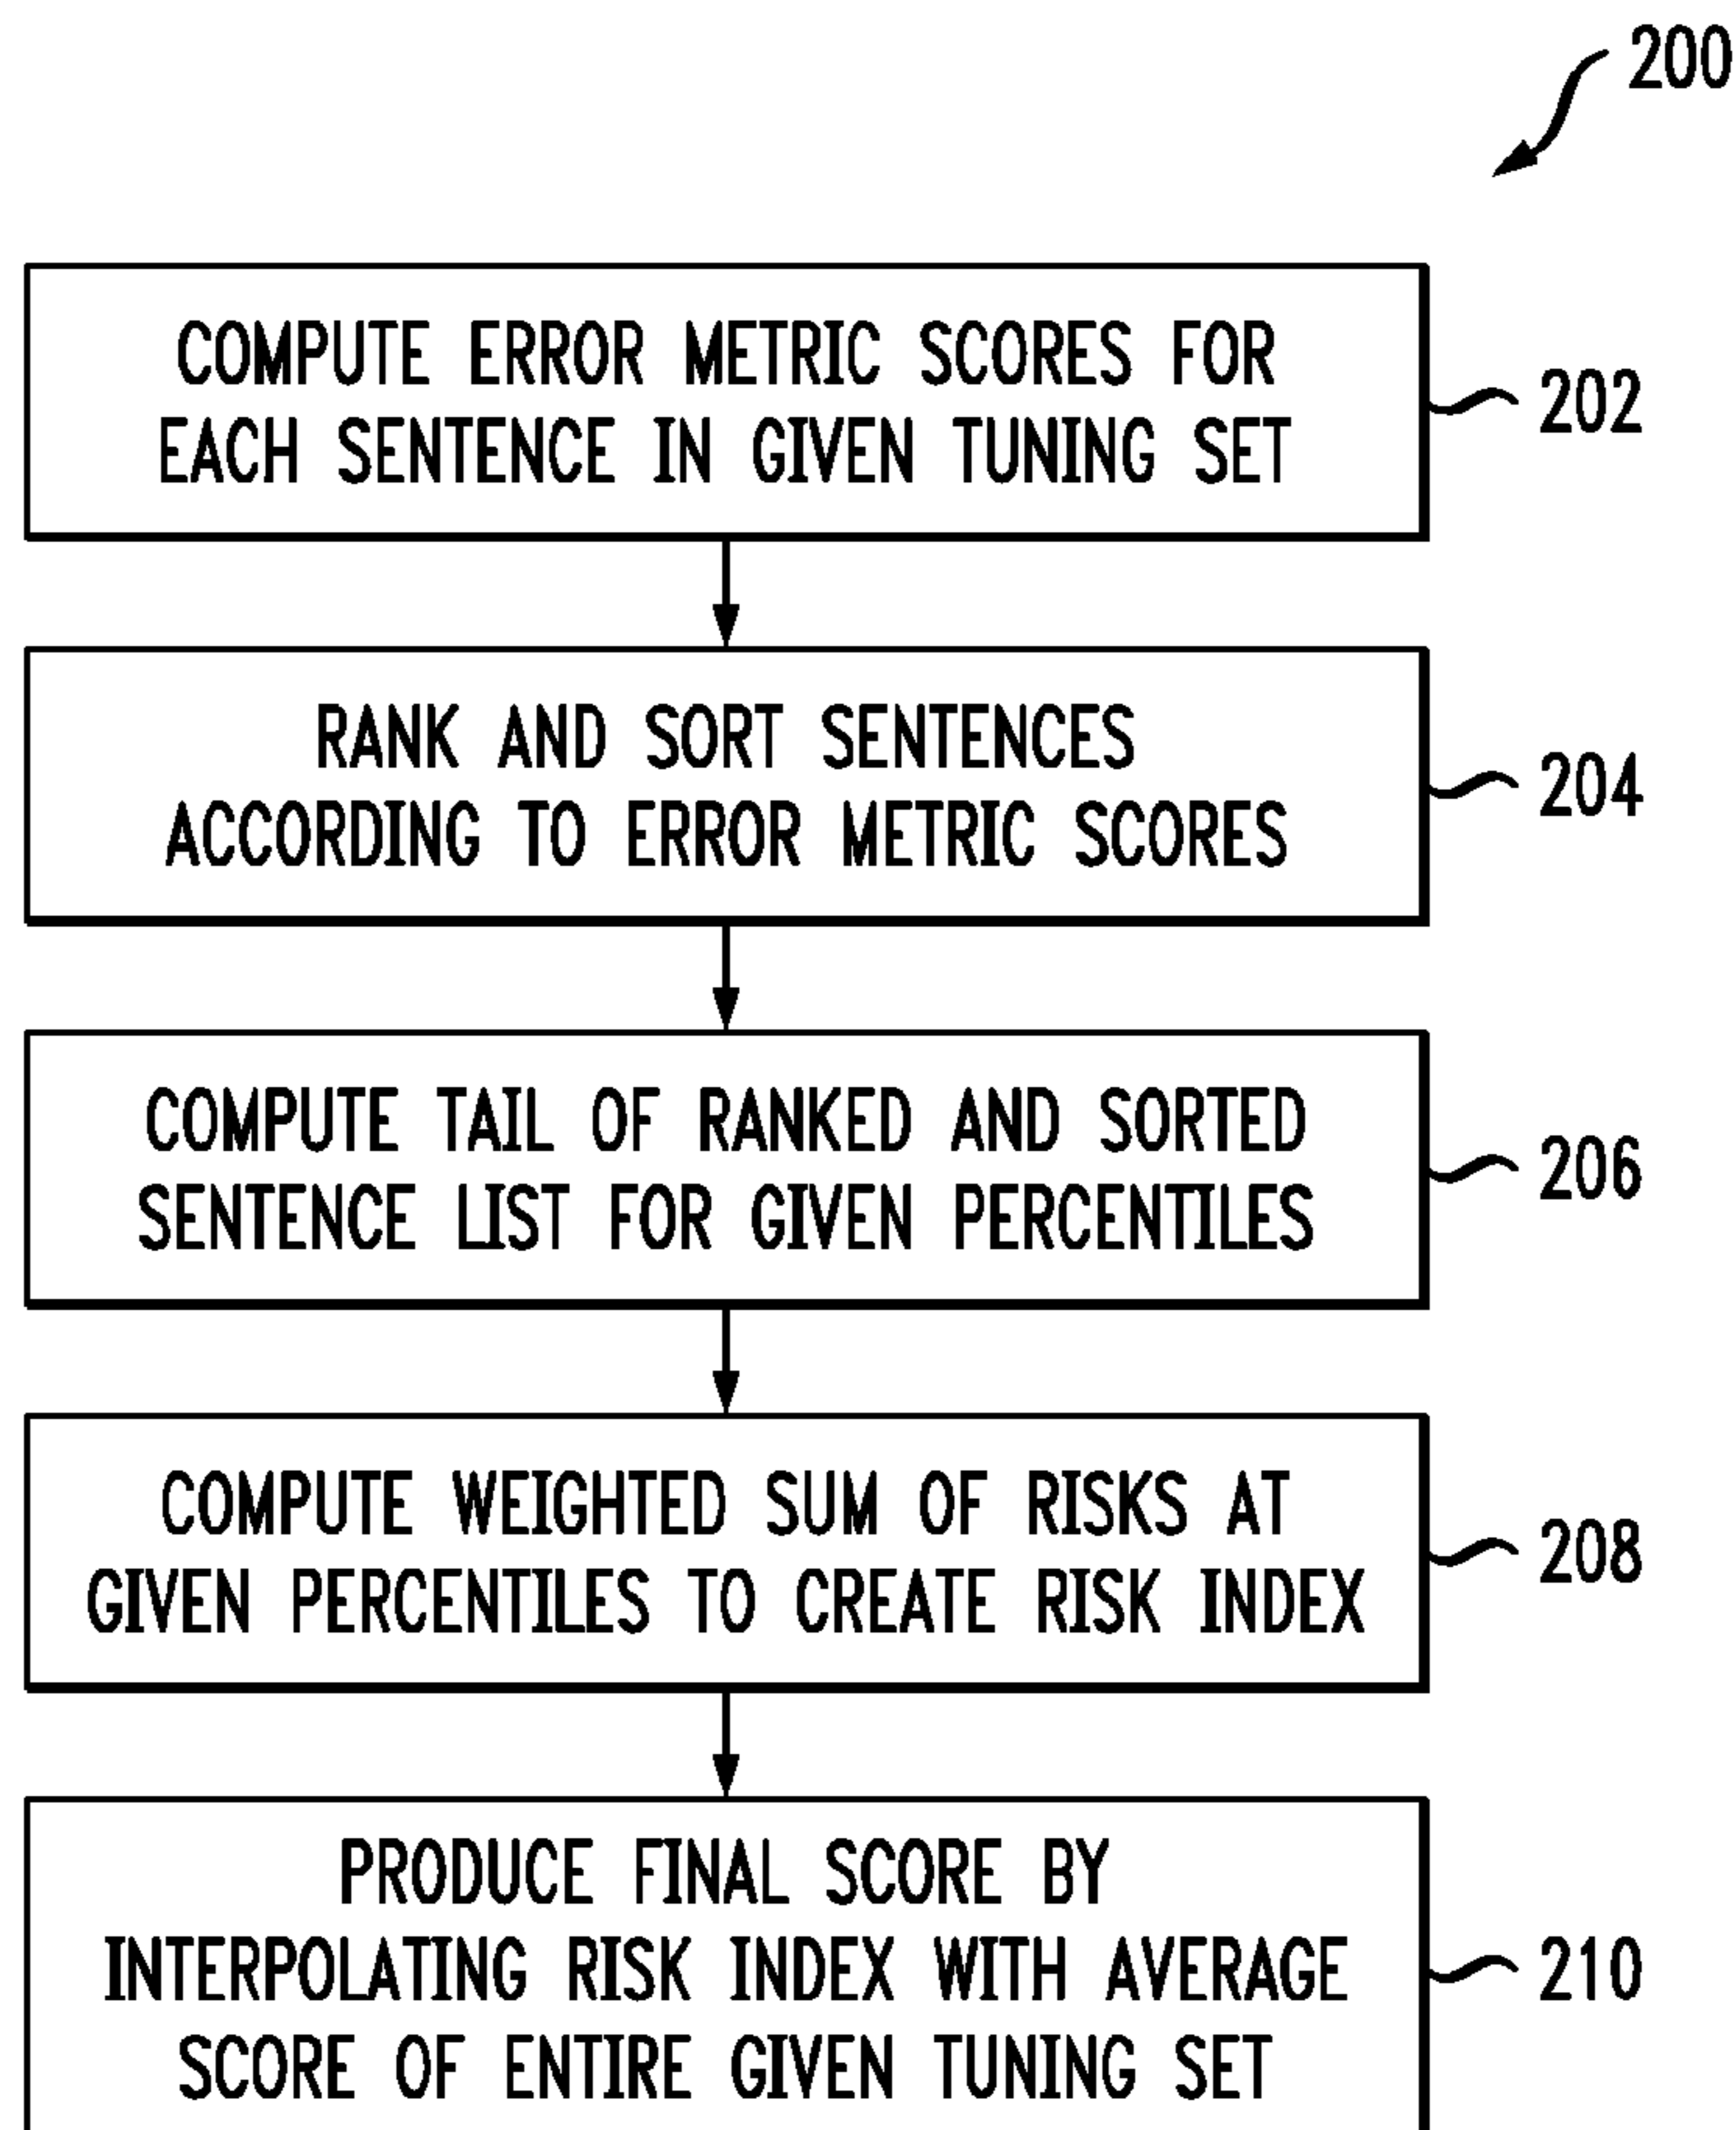 200
COMPUTE ERROR METRIC SCORES FOR
EACH SENTENCE IN GIVEN TUNING SET
202
RANK AND SORT SENTENCES
ACCORDING TO ERROR METRIC SCORES
204
COMPUTE TAIL OF RANKED AND SORTED
SENTENCE LIST FOR GIVEN PERCENTILES
206
COMPUTE WEIGHTED SUM OF RISKS AT
GIVEN PERCENTILES TO CREATE RISK INDEX
208
PRODUCE FINAL SCORE BY
INTERPOLATING RISK INDEX WITH AVERAGE
SCORE OF ENTIRE GIVEN TUNING SET
210